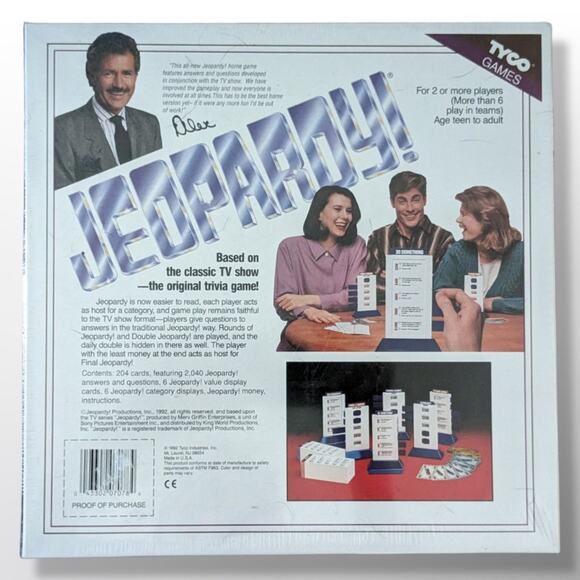 "This all-new Jeopardy! home game
features answers and questions developed
in conjunction with the TV show. We have
improved the gameplay and now everyone is
involved at all times. This has to be the best home
version yet– if it were any more fun I'd be out
of work!"
Alex
TYCO®
GAMES
For 2 or more players
(More than 6
play in teams)
Age teen to adult
JEOPARDY!®
Based on
the classic TV show
—the original trivia game!
Jeopardy is now easier to read, each player acts
as host for a category, and game play remains faithful
to the TV show format—players give questions to
answers in the traditional Jeopardy! way. Rounds of
Jeopardy! and Double Jeopardy! are played, and the
daily double is hidden in there as well. The player
with the least money at the end acts as host for
Final Jeopardy!
Contents: 204 cards, featuring 2,040 Jeopardy!
answers and questions, 6 Jeopardy! value display
cards, 6 Jeopardy! category displays, Jeopardy! money,
instructions.
©Jeopardy! Productions, Inc., 1992, all rights reserved, and based upon
the TV series "Jeopardy!", produced by Merv Griffin Enterprises, a unit of
Sony Pictures Entertainment Inc., and distributed by King World Productions,
Inc. "Jeopardy!" is a registered trademark of Jeopardy! Productions, Inc.
PROOF OF PURCHASE
© 1992 Tyco Industries, Inc.
Mt. Laurel, NJ 08054
Made in U.S.A.
This product conforms at date of manufacture to safety
requirements of ASTM F963. Color and design of
parts may vary.
CE